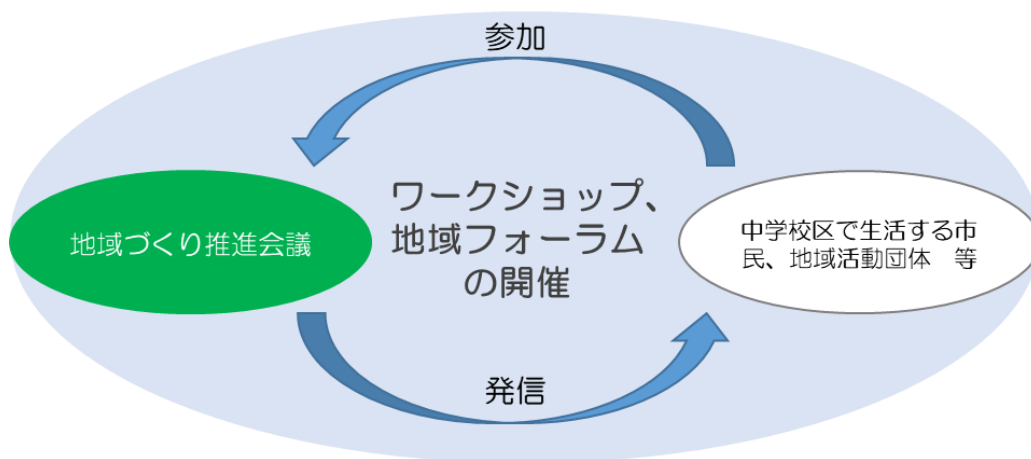 参加
ワークショップ、
地域フォーラム
の開催
地域づくり推進会議
中学校区で生活する市
民、地域活動団体　等
発信